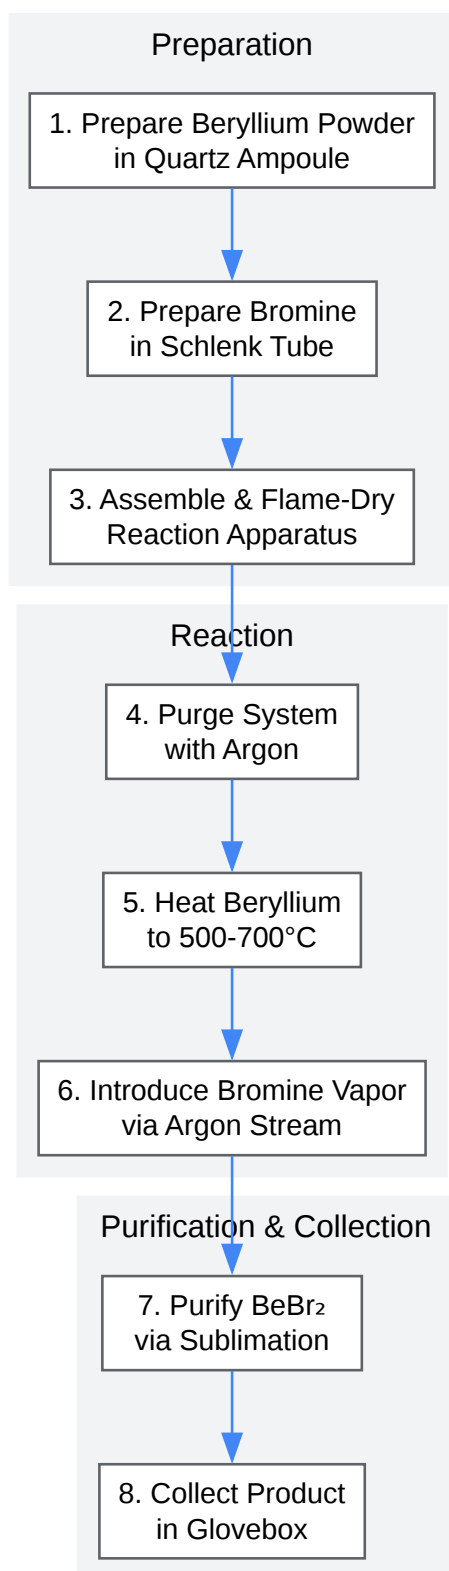 Preparation
1. Prepare Beryllium Powder
in Quartz Ampoule
2. Prepare Bromine
in Schlenk Tube
3. Assemble & Flame-Dry
Reaction Apparatus
Reaction
4. Purge System
with Argon
5. Heat Beryllium
to 500-700°C
6. Introduce Bromine Vapor
via Argon Stream
Purification & Collection
7. Purify BeBr₂
via Sublimation
8. Collect Product
in Glovebox